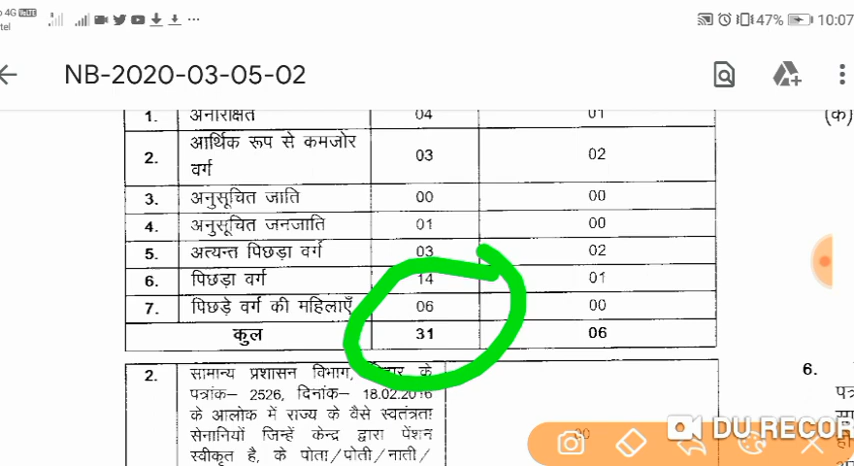 4G VoLTE
tel
47%
10:07
NB-2020-03-05-02
1. अनारक्षित 04 01
2. आर्थिक रूप से कमजोर वर्ग 03 02
3. अनुसूचित जाति 00 00
4. अनुसूचित जनजाति 01 00
5. अत्यन्त पिछड़ा वर्ग 03 02
6. पिछड़ा वर्ग 14 01
7. पिछड़े वर्ग की महिलाएँ 06 00
कुल 31 06
2. सामान्य प्रशासन विभाग, बिहार के
पत्रांक– 2526, दिनांक– 18.02.2016
के आलोक में राज्य के वैसे स्वतंत्रता
सेनानियों जिन्हें केन्द्र द्वारा पेंशन
स्वीकृत है, के पोता/पोती/नाती/
(क)
6.
DU RECOR